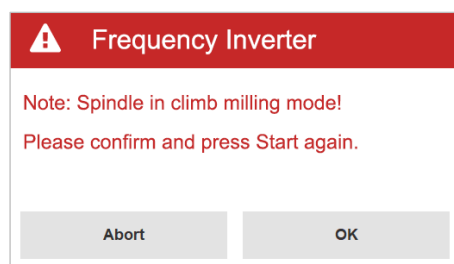 Frequency Inverter
Note: Spindle in climb milling mode!
Please confirm and press Start again.
Abort
OK